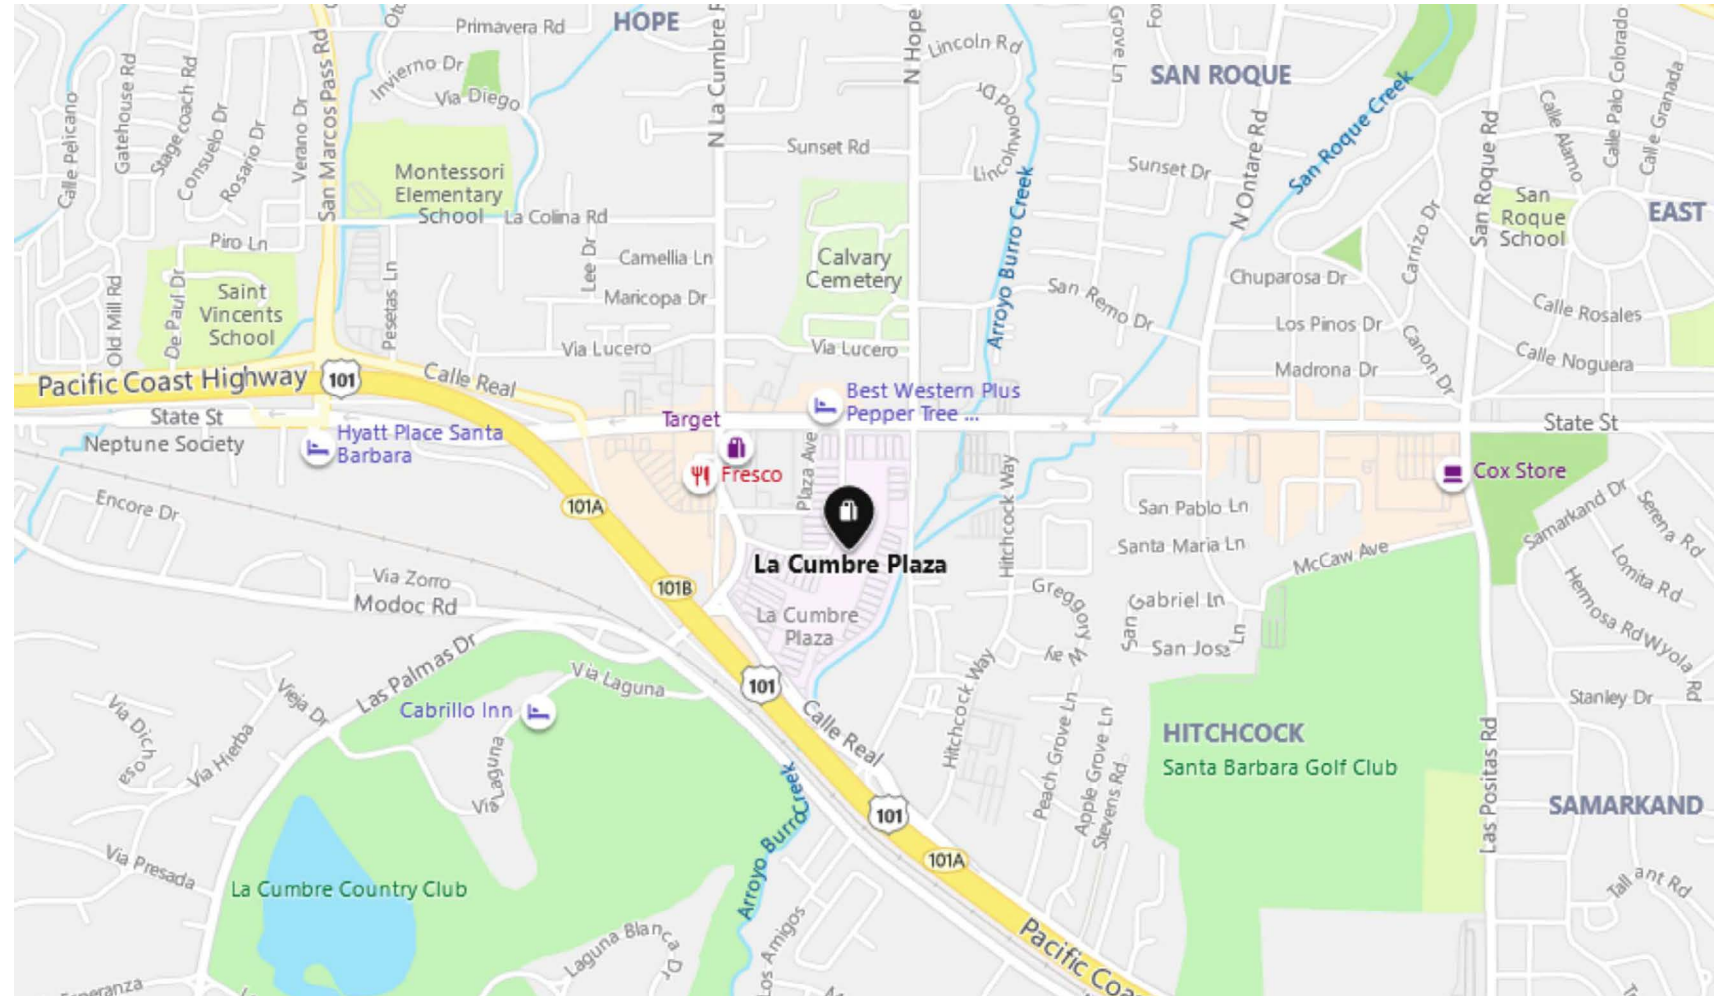 HOPE
Primavera Rd
Invierno Dr
Via Diego
San Marcos Pass Rd
Calle Pelicano
Gatehouse Rd
Stagecoach Rd
Consuelo Dr
Rosario Dr
Verano Dr
N La Cumbre R
N Hope
Lincoln Rd
Lincolnwood Dr
Grove Ln
SAN ROQUE
San Roque Creek
N Ontare Rd
San Roque Rd
Calle Alamo
Calle Palo Colorado
Calle Granada
Montessori
Elementary
School
Sunset Rd
Sunset Dr
Arroyo Burro Creek
San
Roque
School
EAST
La Colina Rd
Piro Ln
Camellia Ln
Lee Dr
Calvary
Cemetery
Carrizo Dr
Chuparosa Dr
Old Mill Rd
De Paul Dr
Saint
Vincents
School
Pesetas Ln
Maricopa Dr
San Remo Dr
Calle Rosales
Los Pinos Dr
Canon Dr
Via Lucero
Via Lucero
Calle Noguera
Madrona Dr
Pacific Coast Highway
101
Calle Real
Best Western Plus
Pepper Tree ...
State St
Target
State St
Neptune Society
Hyatt Place Santa
Barbara
Plaza Ave
Fresco
Hitchcock Way
Cox Store
Encore Dr
101A
San Pablo Ln
Samarkand Dr
Serena Rd
Santa Maria Ln
McCaw Ave
La Cumbre Plaza
Lomita Rd
Via Zorro
Modoc Rd
101B
La Cumbre
Plaza
Greggory Way
San Gabriel Ln
San Jose Ln
Hermosa Rd
Wyola Rd
Las Palmas Dr
Via Laguna
101
Hitchcock Way
Vieja Dr
Via Dichosa
Via Hierba
Cabrillo Inn
Via Laguna
Calle Real
Peach Grove Ln
Apple Grove Ln
Stevens Rd
HITCHCOCK
Santa Barbara Golf Club
Las Positas Rd
Stanley Dr
SAMARKAND
Arroyo Burro Creek
101
101A
Via Presada
La Cumbre Country Club
Tallant Rd
Laguna Blanca Dr
Los Amigos
Pacific Coa